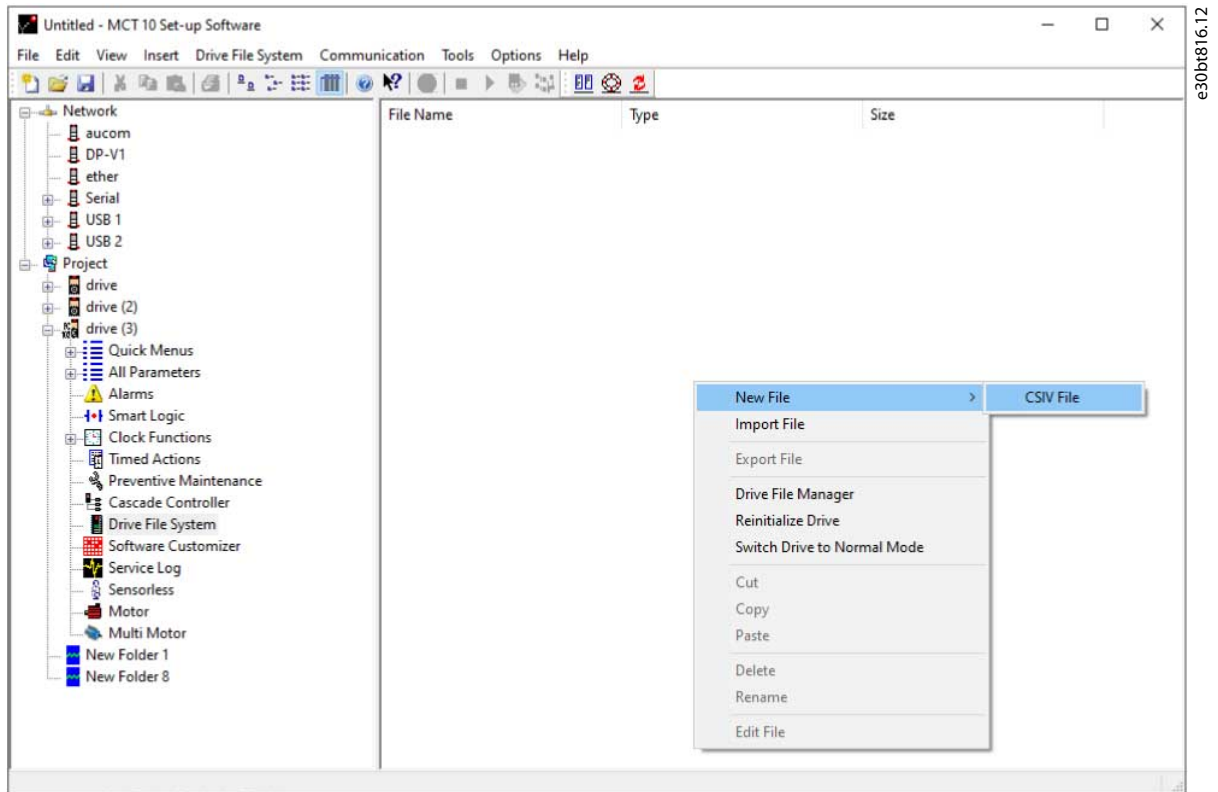 Untitled - MCT 10 Set-up Software
File Edit View Insert Drive File System Communication Tools Options Help
Network
aucom
DP-V1
ether
Serial
USB 1
USB 2
Project
drive
drive (2)
drive (3)
Quick Menus
All Parameters
Alarms
Smart Logic
Clock Functions
Timed Actions
Preventive Maintenance
Cascade Controller
Drive File System
Software Customizer
Service Log
Sensorless
Motor
Multi Motor
New Folder 1
New Folder 8
File Name Type Size
New File
CSIV File
Import File
Export File
Drive File Manager
Reinitialize Drive
Switch Drive to Normal Mode
Cut
Copy
Paste
Delete
Rename
Edit File
e30bt816.12